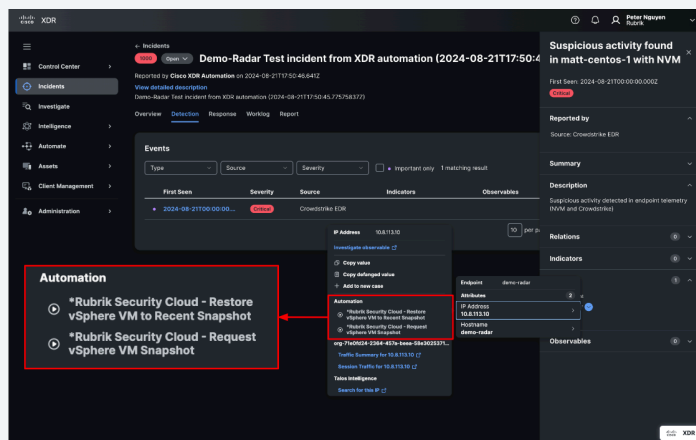 cisco XDR
Peter Nguyen
Rubrik
Control Center
Incidents
Investigate
Intelligence
Automate
Assets
Client Management
Administration
Incidents
1000 Open Demo-Radar Test incident from XDR automation (2024-08-21T17:50:4
Reported by Cisco XDR Automation on 2024-08-21T17:50:46.641Z
View detailed description
Demo-Radar Test incident from XDR automation (2024-08-21T17:50:45.775758372)
Overview Detection Response Worklog Report
Events
Type Source Severity Important only 1 matching result
First Seen Severity Source Indicators Observables
2024-08-21T00:00:00... Critical Crowdstrike EDR
10 per pa
IP Address 10.8.113.10
Investigate observable
Copy value
Copy defanged value
Add to new case
Automation
*Rubrik Security Cloud - Restore
vSphere VM to Recent Snapshot
*Rubrik Security Cloud - Request
vSphere VM Snapshot
Traffic Summary for 10.8.113.10
Session Traffic for 10.8.113.10
Talos Intelligence
Search for this IP
Endpoint demo-radar
Attributes 2
IP Address
10.8.113.10
Hostname
demo-radar
Automation
*Rubrik Security Cloud - Restore
vSphere VM to Recent Snapshot
*Rubrik Security Cloud - Request
vSphere VM Snapshot
Suspicious activity found
in matt-centos-1 with NVM
First Seen: 2024-08-21T00:00:00.000Z
Critical
Reported by
Source: Crowdstrike EDR
Summary
Description
Suspicious activity detected in endpoint telemetry
(NVM and Crowdstrike)
Relations 0
Indicators 0
1
Observables 0
cisco XDR